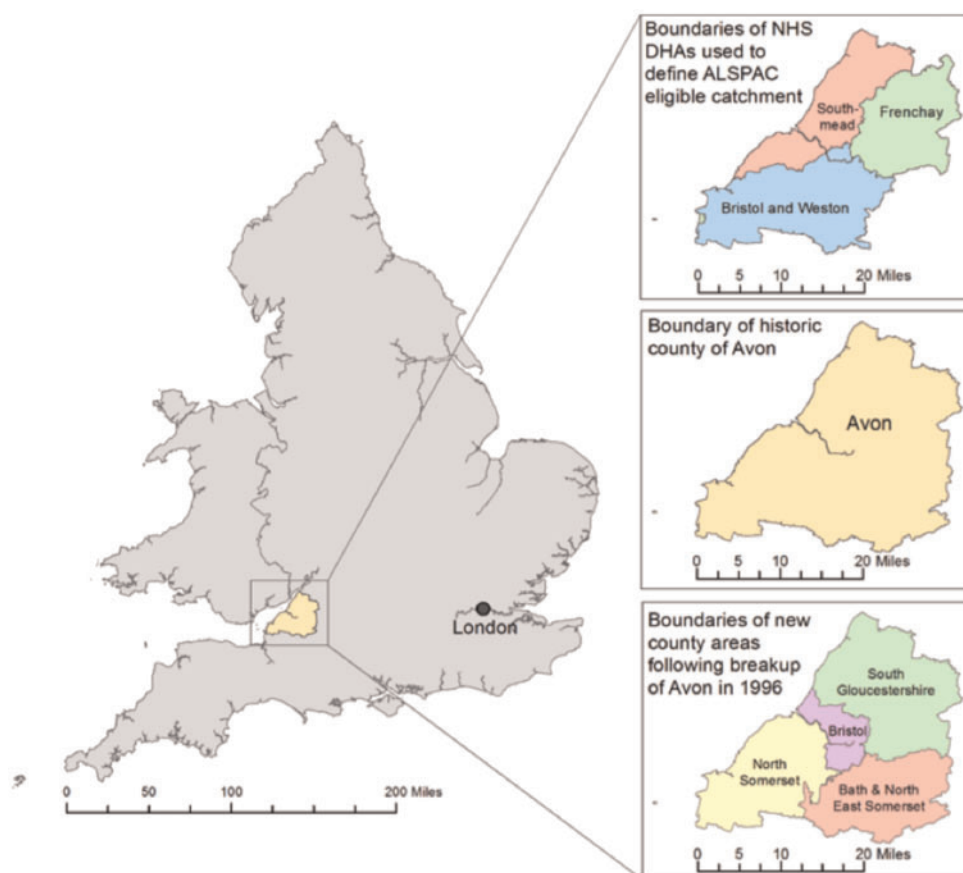 Boundaries of NHS
DHAs used to
define ALSPAC
eligible catchment
South-
mead
Frenchay
Bristol and Weston
0 5 10 20 Miles
Boundary of historic
county of Avon
Avon
0 5 10 20 Miles
London
Boundaries of new
county areas
following breakup
of Avon in 1996
South
Gloucestershire
Bristol
North
Somerset
Bath & North
East Somerset
0 5 10 20 Miles
0 50 100 200 Miles